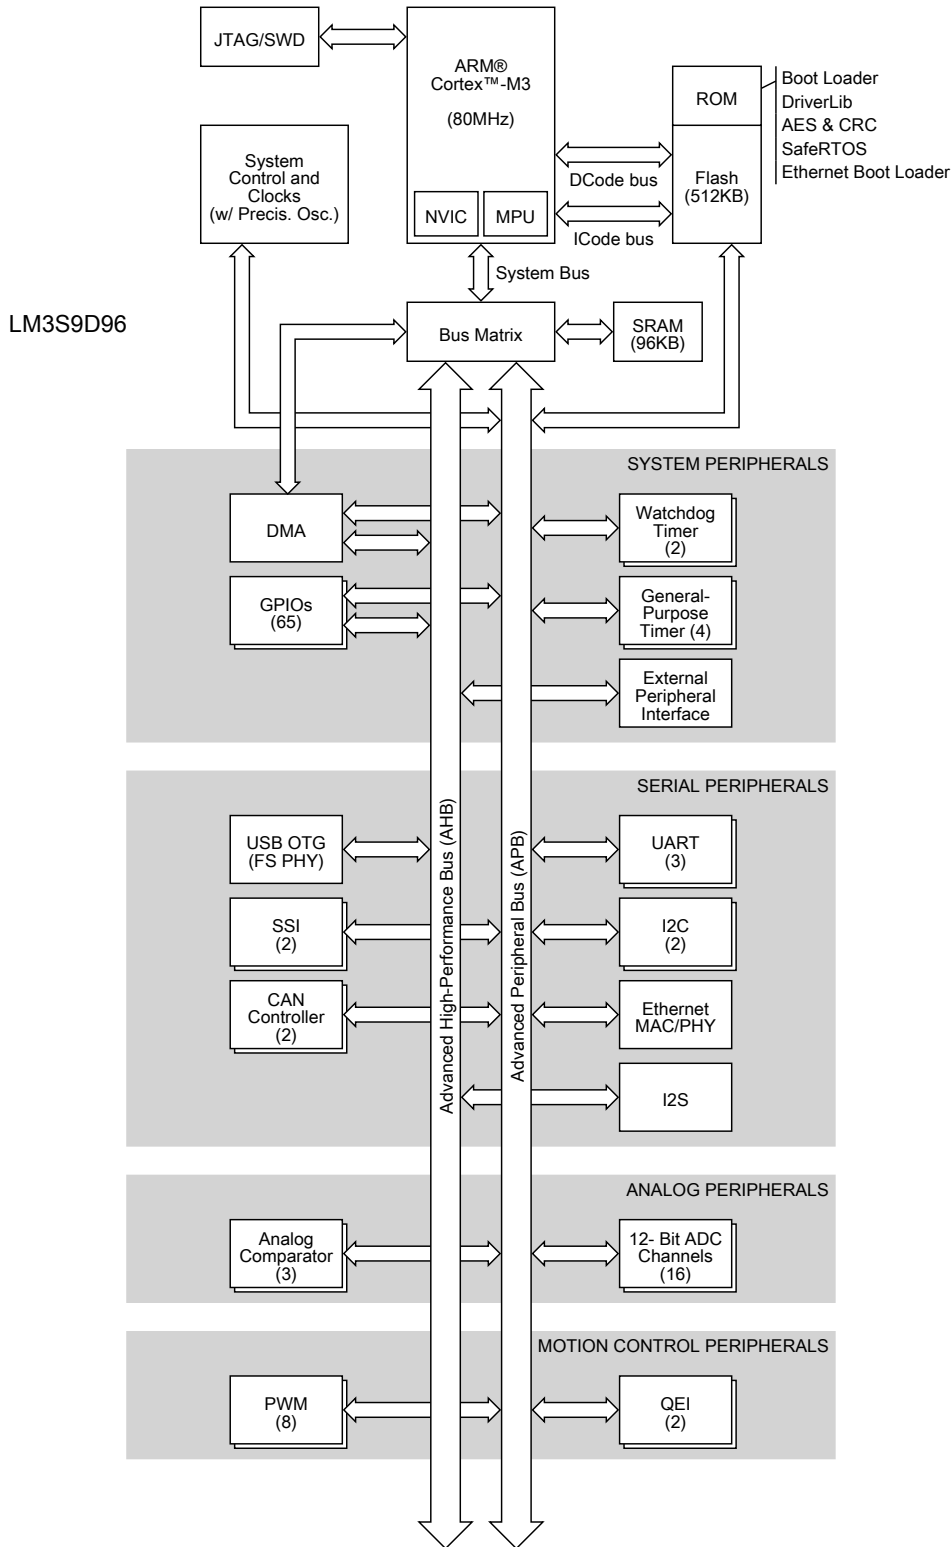 JTAG/SWD
ARM®
Cortex™-M3
(80MHz)
NVIC
MPU
ROM
Flash
(512KB)
Boot Loader
DriverLib
AES & CRC
SafeRTOS
Ethernet Boot Loader
DCode bus
ICode bus
System
Control and
Clocks
(w/ Precis. Osc.)
System Bus
LM3S9D96
Bus Matrix
SRAM
(96KB)
SYSTEM PERIPHERALS
DMA
Watchdog
Timer
(2)
GPIOs
(65)
General-
Purpose
Timer (4)
External
Peripheral
Interface
Advanced High-Performance Bus (AHB)
Advanced Peripheral Bus (APB)
SERIAL PERIPHERALS
USB OTG
(FS PHY)
UART
(3)
SSI
(2)
I2C
(2)
CAN
Controller
(2)
Ethernet
MAC/PHY
I2S
ANALOG PERIPHERALS
Analog
Comparator
(3)
12- Bit ADC
Channels
(16)
MOTION CONTROL PERIPHERALS
PWM
(8)
QEI
(2)